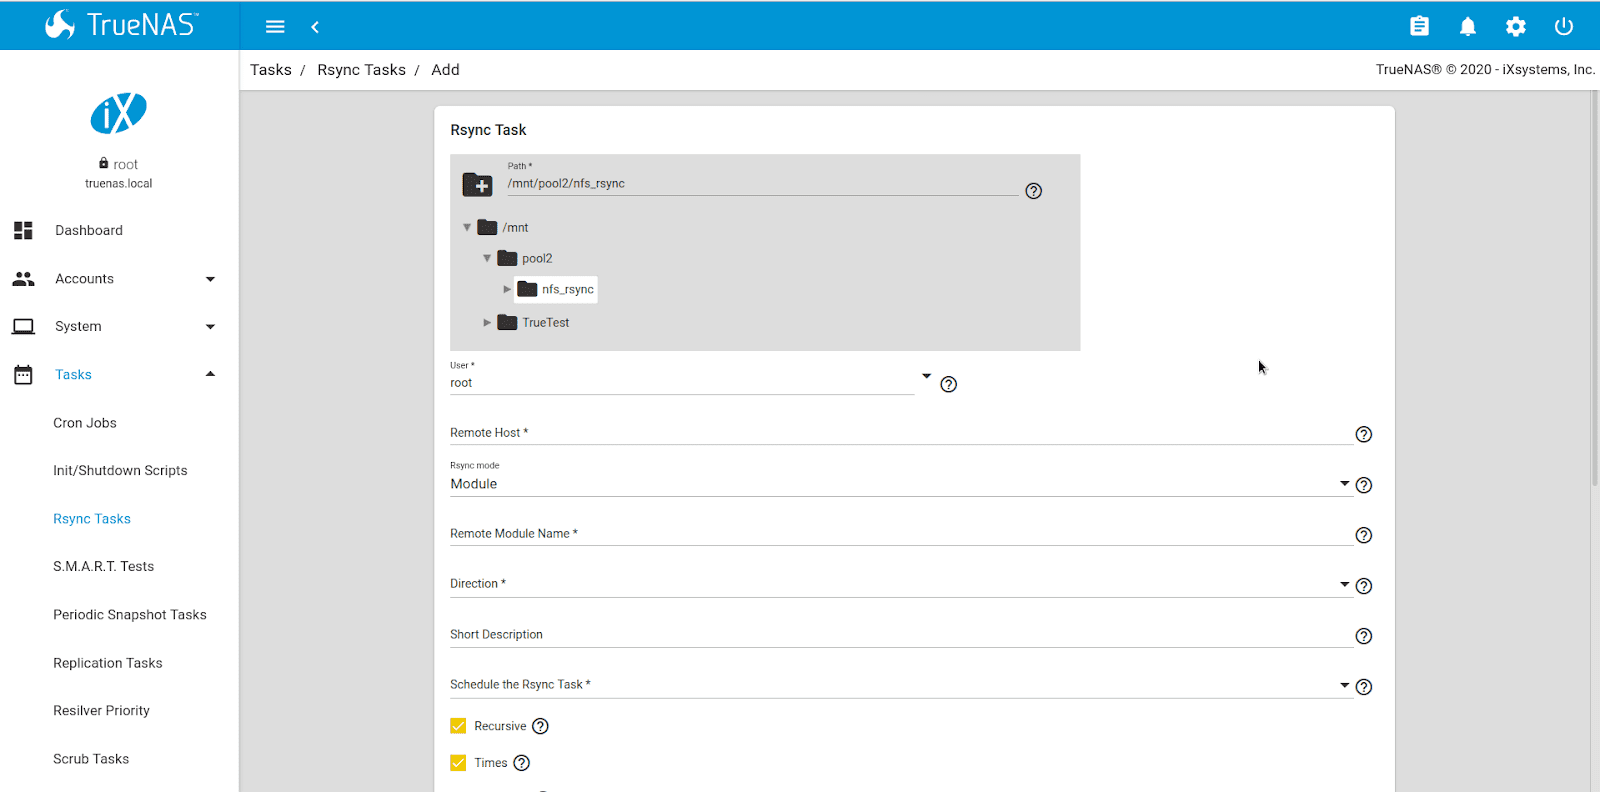 TrueNAS™
Tasks / Rsync Tasks / Add
TrueNAS® © 2020 - iXsystems, Inc.
iX
root
truenas.local
Dashboard
Accounts
System
Tasks
Cron Jobs
Init/Shutdown Scripts
Rsync Tasks
S.M.A.R.T. Tests
Periodic Snapshot Tasks
Replication Tasks
Resilver Priority
Scrub Tasks
Rsync Task
Path *
/mnt/pool2/nfs_rsync
/mnt
pool2
nfs_rsync
TrueTest
User *
root
Remote Host *
Rsync mode
Module
Remote Module Name *
Direction *
Short Description
Schedule the Rsync Task *
Recursive
Times